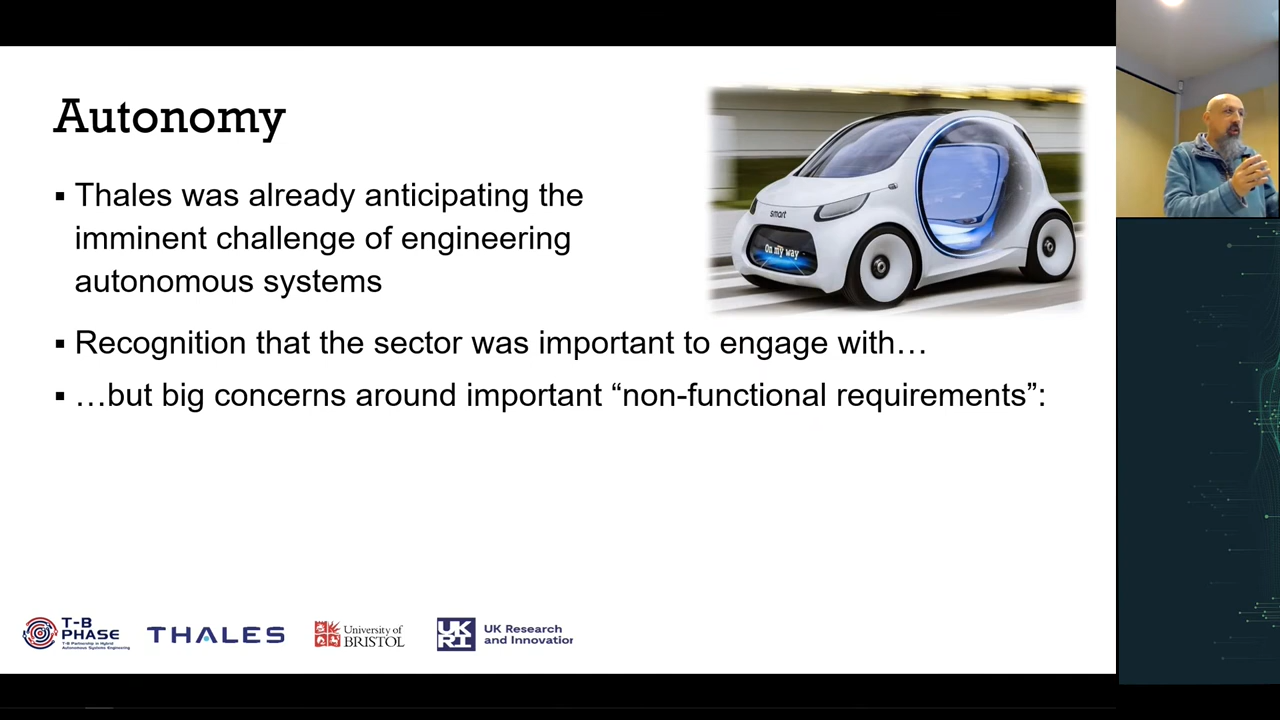 Autonomy
▪ Thales was already anticipating the
imminent challenge of engineering
autonomous systems
▪ Recognition that the sector was important to engage with…
▪ …but big concerns around important “non-functional requirements”:
smart
On my way
T-B
PHASE
T-B Partnership in Hybrid
Autonomous Systems Engineering
THALES
University of
BRISTOL
UK
RI
UK Research
and Innovation